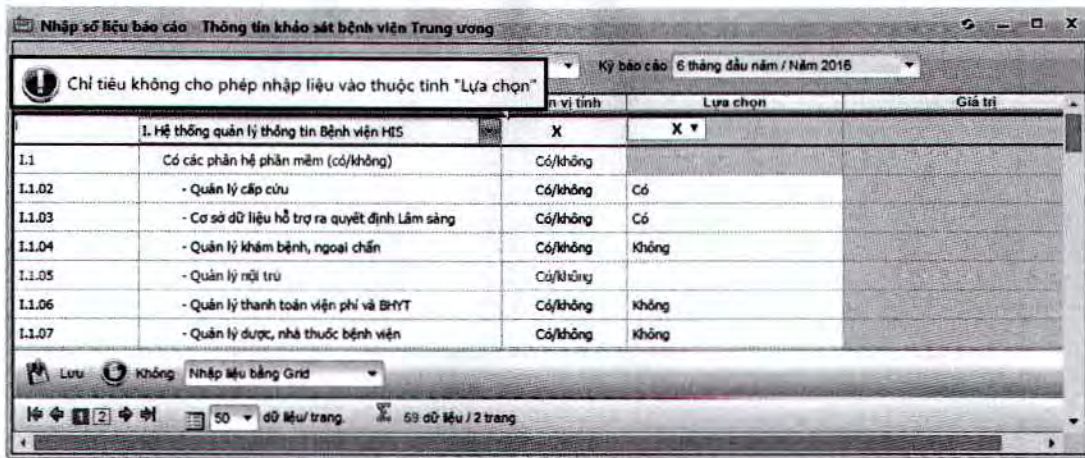 Nhập số liệu báo cáo Thông tin khảo sát bệnh viện Trung ương
Kỳ báo cáo 6 tháng đầu năm / Năm 2016
Chỉ tiêu không cho phép nhập liệu vào thuộc tính "Lựa chọn"
n vị tính Lựa chọn Giá trị
I. Hệ thống quản lý thông tin Bệnh viện HIS X X
I.1 Có các phân hệ phần mềm (có/không) Có/không
I.1.02 - Quản lý cấp cứu Có/không Có
I.1.03 - Cơ sở dữ liệu hỗ trợ ra quyết định Lâm sàng Có/không Có
I.1.04 - Quản lý khám bệnh, ngoại chẩn Có/không Không
I.1.05 - Quản lý nội trú Có/không
I.1.06 - Quản lý thanh toán viện phí và BHYT Có/không Không
I.1.07 - Quản lý dược, nhà thuốc bệnh viện Có/không Không
Lưu Không Nhập liệu bằng Grid
1 2 50 dữ liệu/ trang. 59 dữ liệu / 2 trang